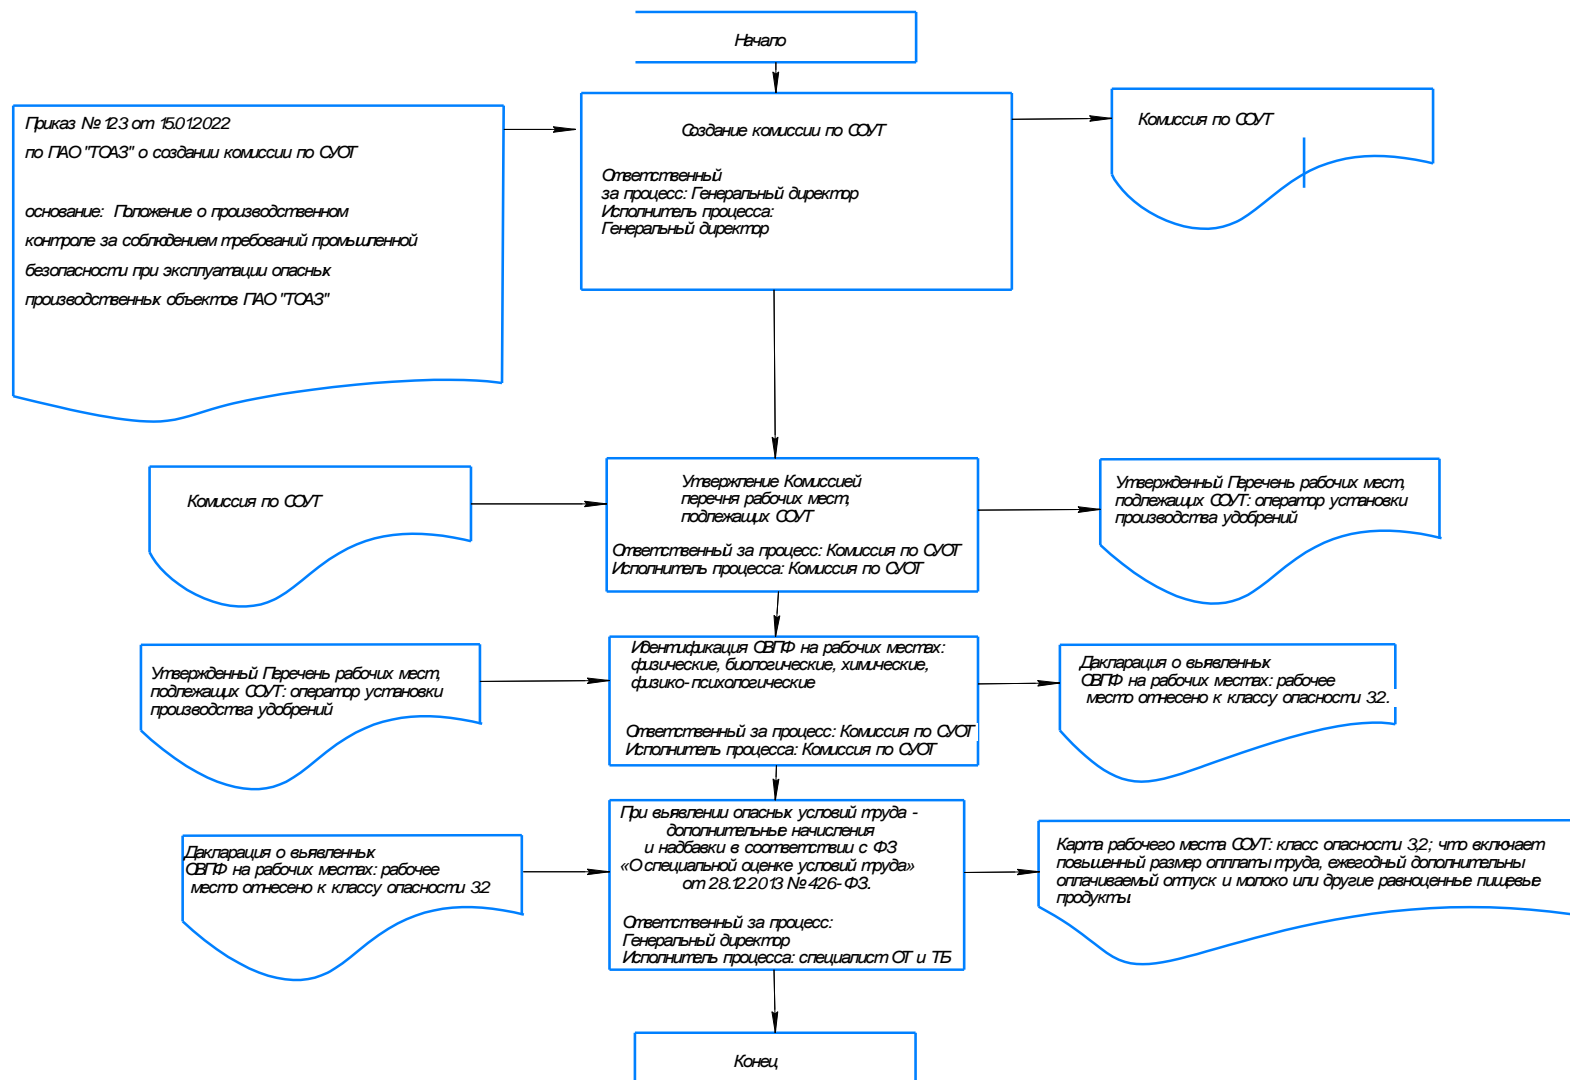 Начало
Приказ № 123 от 15.01.2022
по ПАО "ТОАЗ" о создании комиссии по СУОТ
основание: Положение о производственном
контроле за соблюдением требований промышленной
безопасности при эксплуатации опасных
производственных объектов ПАО "ТОАЗ"
Создание комиссии по СОУТ
Ответственный
за процесс: Генеральный директор
Исполнитель процесса:
Генеральный директор
Комиссия по СОУТ
Комиссия по СОУТ
Утвержпение Комиссией
перечня рабочих мест,
подлежащих СОУТ
Ответственный за процесс: Комиссия по СУОТ
Исполнитель процесса: Комиссия по СУОТ
Утвержденный Перечень рабочих мест,
подлежащих СОУТ: оператор установки
производства удобрений
Утвержденный Перечень рабочих мест,
подлежащих СОУТ: оператор установки
производства удобрений
Идентификация ОВПФ на рабочих местах:
физические, биологические, химические,
физико-психологические
Ответственный за процесс: Комиссия по СУОТ
Исполнитель процесса: Комиссия по СУОТ
Дакларация о выявленных
ОВПФ на рабочих местах: рабочее
место отнесено к классу опасности 3.2.
Дакларация о выявленных
ОВПФ на рабочих местах: рабочее
место отнесено к классу опасности 3.2
При выявлении опасных условий труда -
дополнительные начисления
и надбавки в соответствии с ФЗ
«О специальной оценке условий труда»
от 28.12.2013 № 426-ФЗ.
Ответственный за процесс:
Генеральный директор
Исполнитель процесса: специалист ОТ и ТБ
Карта рабочего места СОУТ: класс опасности 3,2; что включает
повышенный размер опплаты труда, ежегодный дополнительны
оплачиваемый отпуск и молоко или другие равноценные пищевые
продукты.
Конец